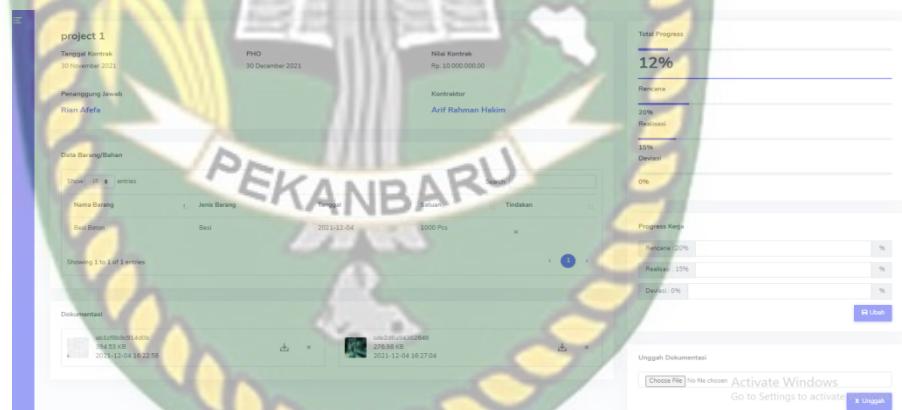 project 1
Tanggal Kontrak
30 November 2021
PHO
30 December 2021
Nilai Kontrak
Rp. 10.000.000,00
Penanggung Jawab
Rian Afefa
Kontraktor
Arif Rahman Hakim
Data Barang/Bahan
Show 10 entries
Search
Nama Barang Jenis Barang Tanggal Satuan Tindakan
Besi Beton Besi 2021-12-04 1000 Pcs ×
Showing 1 to 1 of 1 entries
‹ 1 ›
Dokumentasi
394.53 KB
2021-12-04 16:22:58
276.98 KB
2021-12-04 16:27:04
Total Progress
12%
Rencana
20%
Realisasi
15%
Deviasi
0%
Progress Kerja
Rencana : 20% %
Realisasi : 15% %
Deviasi : 0% %
Ubah
Unggah Dokumentasi
Choose File No file chosen
Unggah
Activate Windows
Go to Settings to activate
PEKANBARU